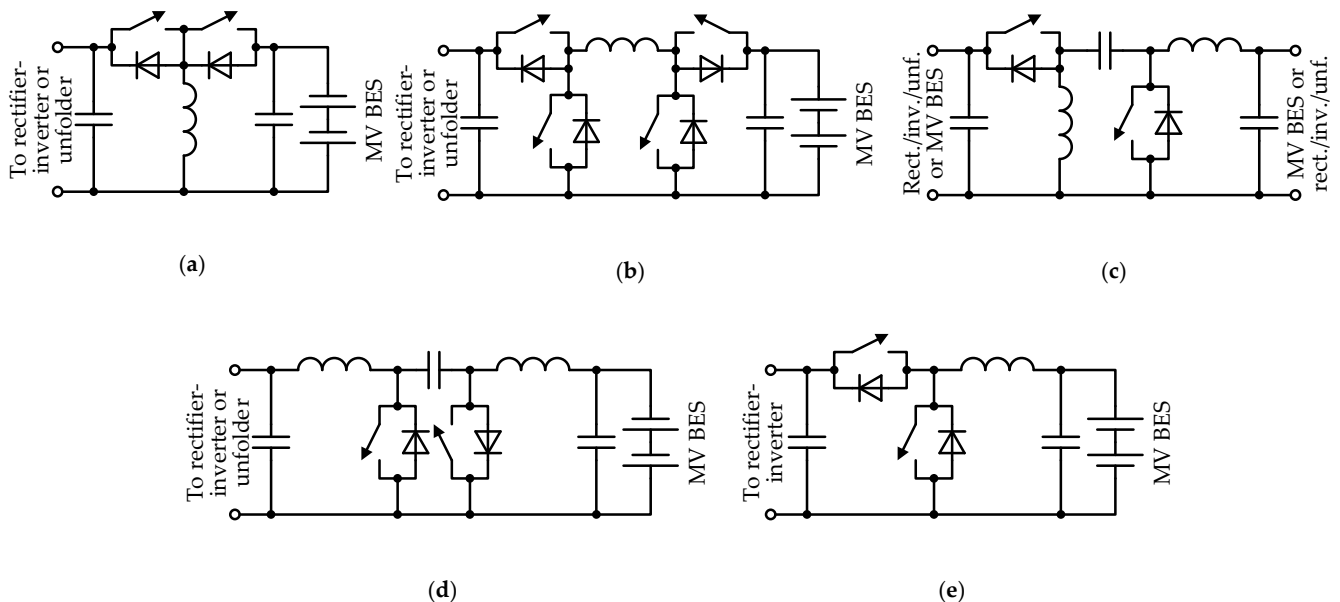 To rectifier-
inverter or
unfolder
MV BES
(a)
To rectifier-
inverter or
unfolder
MV BES
(b)
Rect./inv./unf.
or MV BES
MV BES or
rect./inv./unf.
(c)
To rectifier-
inverter or
unfolder
MV BES
(d)
To rectifier-
inverter
MV BES
(e)